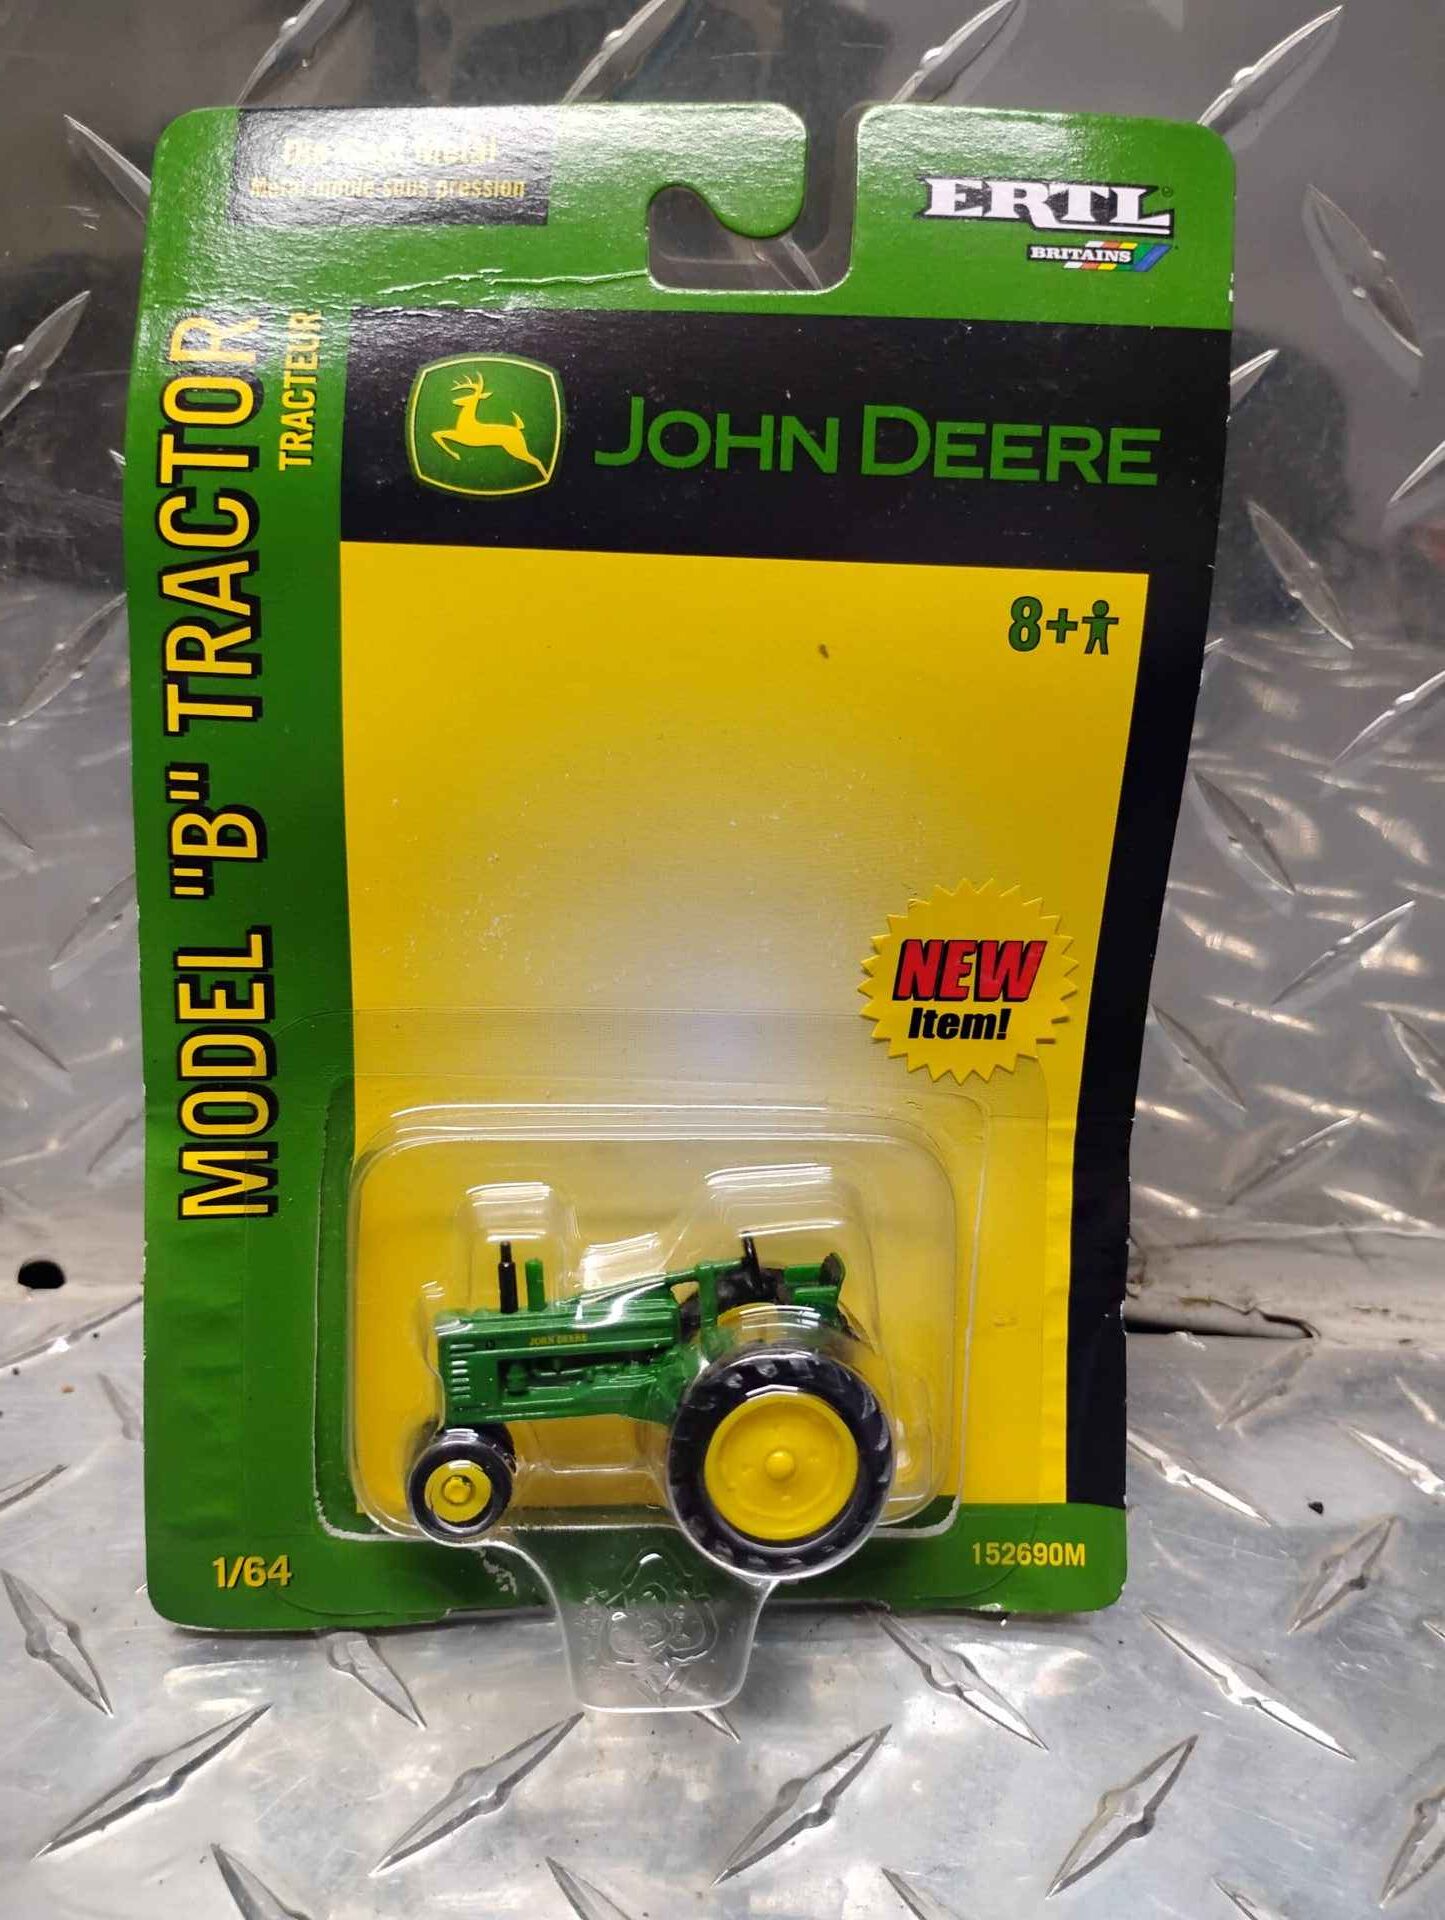 Die-Cast Metal
Métal moulé sous pression
ERTL
BRITAINS
JOHN DEERE
MODEL "B" TRACTOR
TRACTEUR
8+
NEW
Item!
JOHN DEERE
1/64
152690M